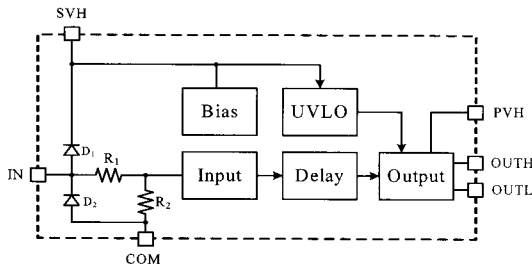 SVH
Bias
UVLO
PVH
D1
R1
IN
Input
Delay
Output
OUTH
D2
R2
OUTL
COM